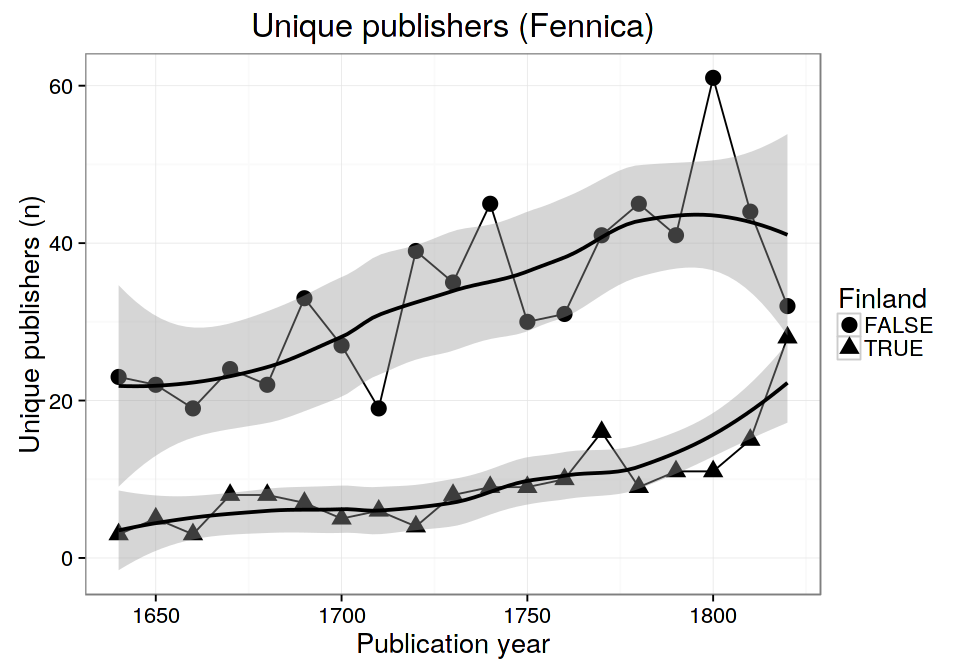 Unique publishers (Fennica)
Unique publishers (n)
60
40
20
0
1650
1700
1750
1800
Publication year
Finland
FALSE
TRUE